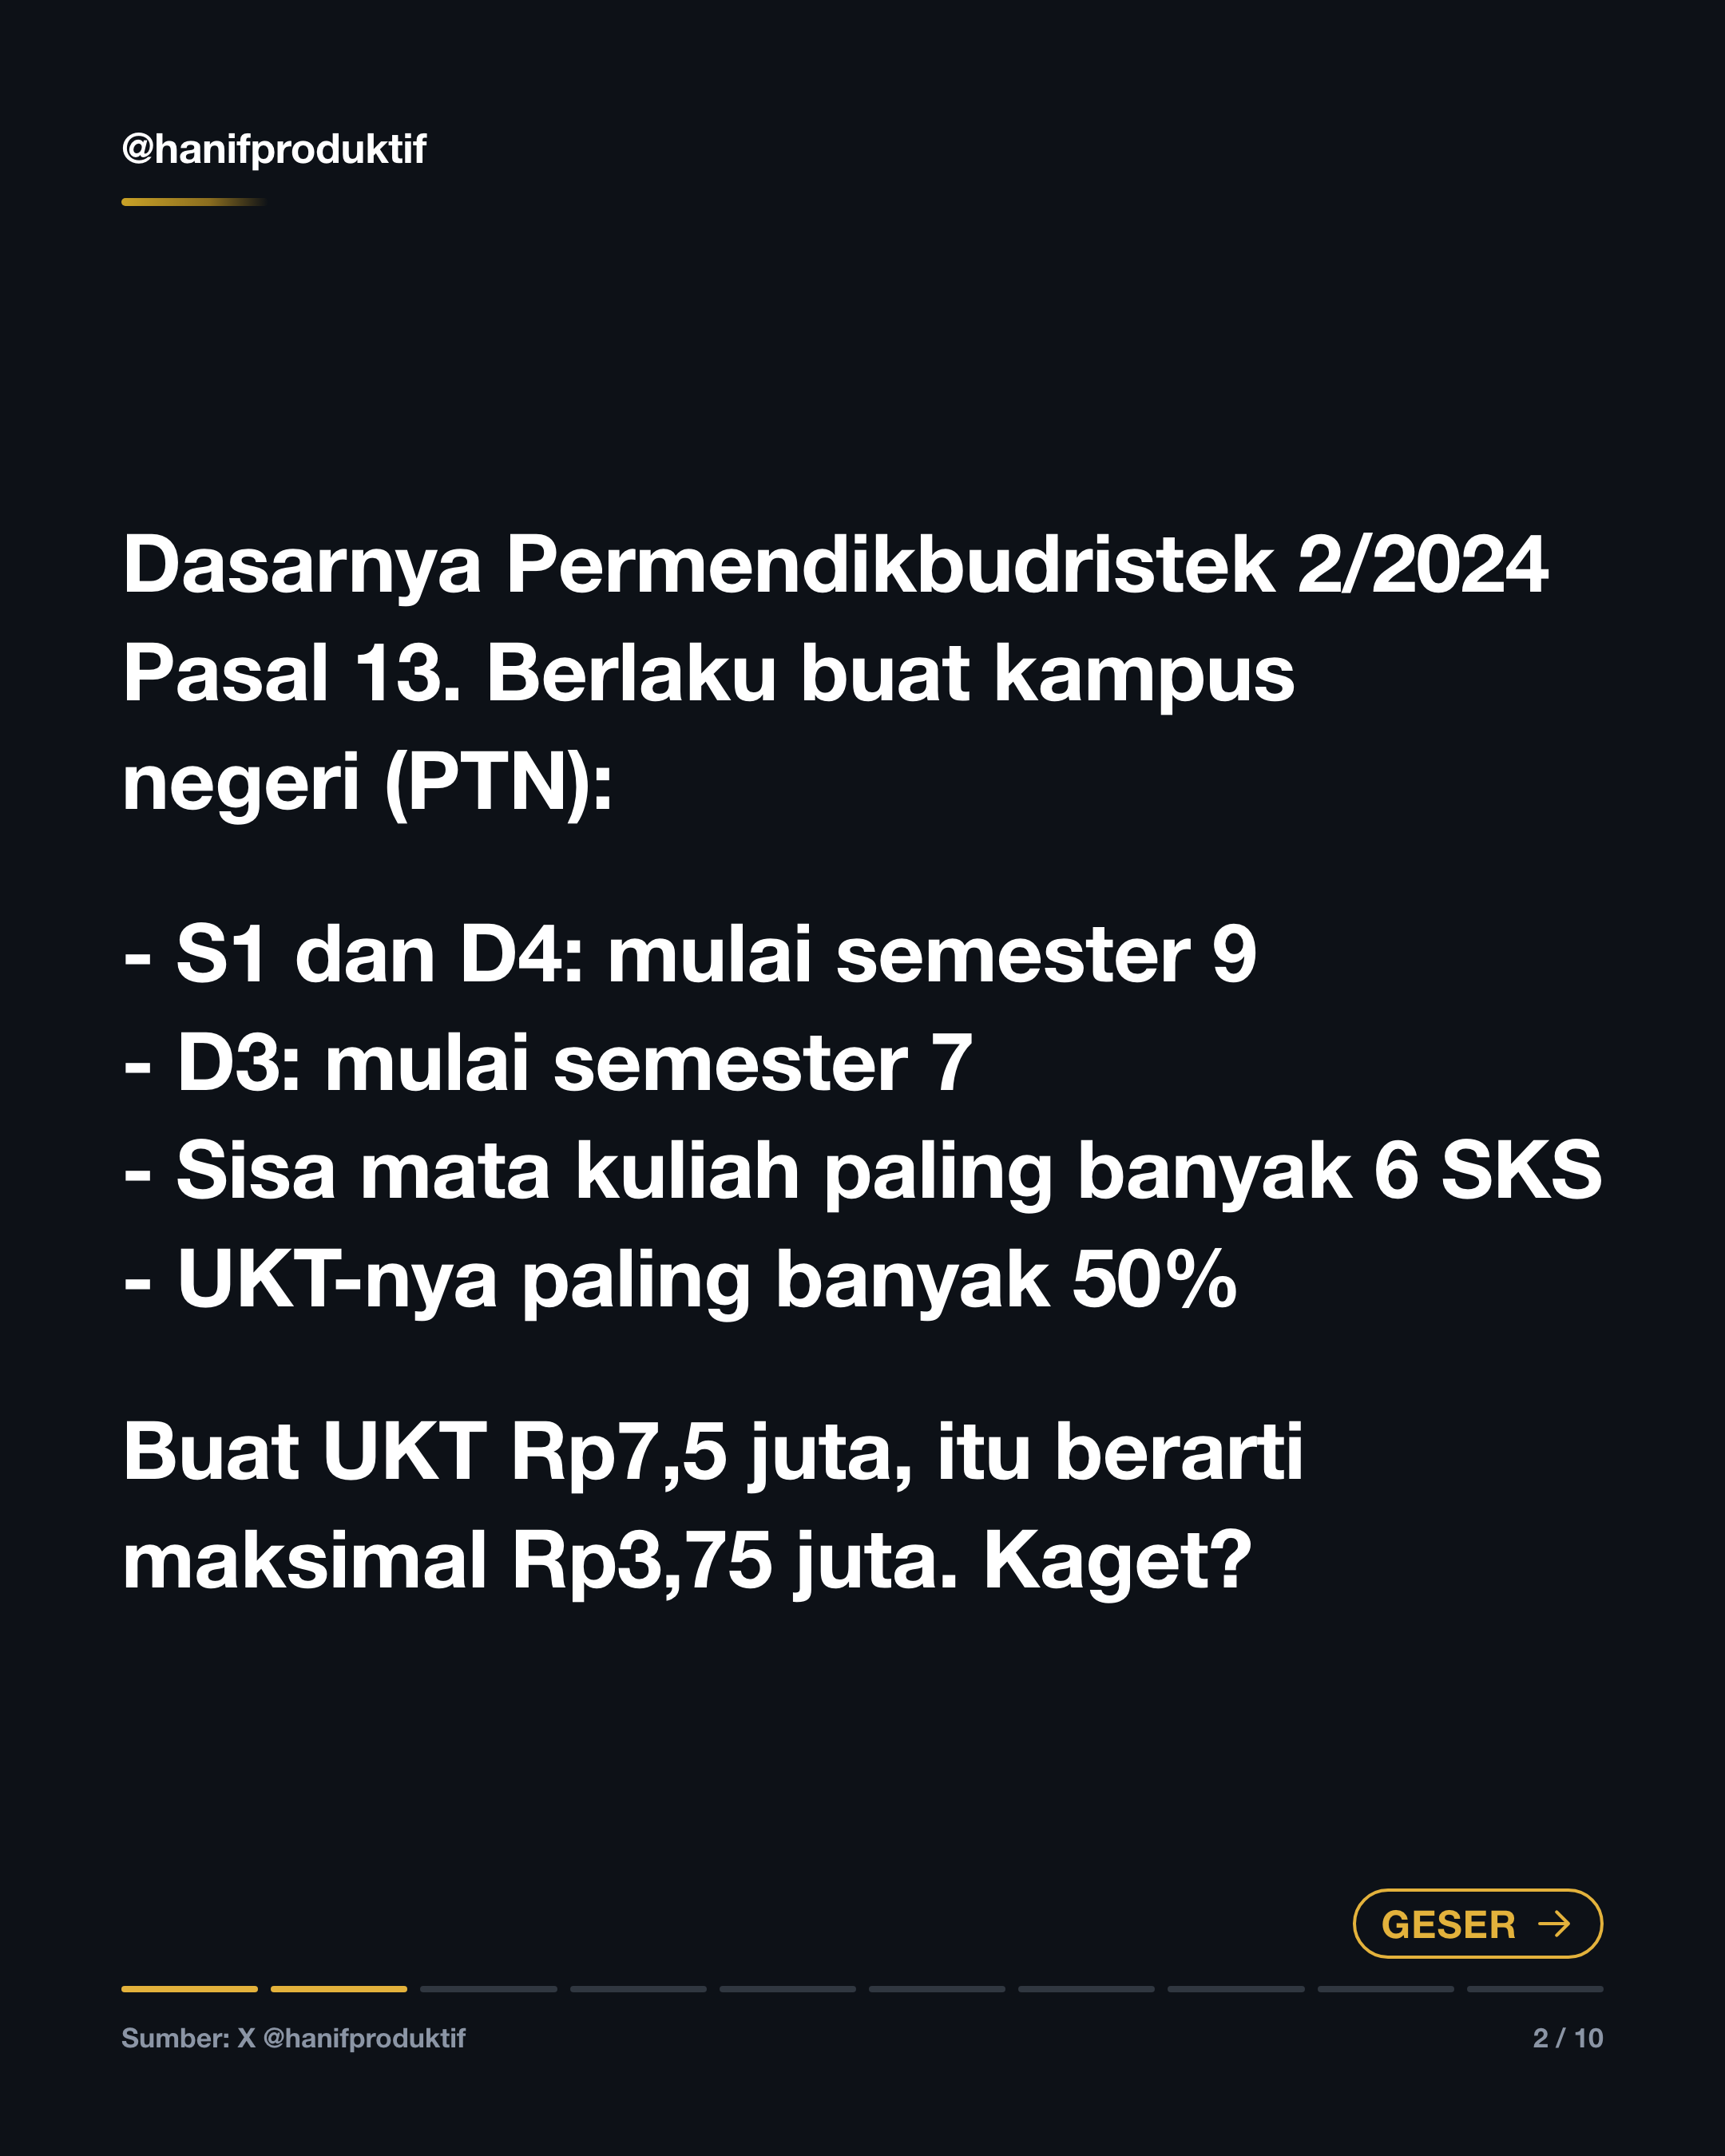 @hanifproduktif
Dasarnya Permendikbudristek 2/2024
Pasal 13. Berlaku buat kampus
negeri (PTN):
- S1 dan D4: mulai semester 9
- D3: mulai semester 7
- Sisa mata kuliah paling banyak 6 SKS
- UKT-nya paling banyak 50%
Buat UKT Rp7,5 juta, itu berarti
maksimal Rp3,75 juta. Kaget?
GESER →
Sumber: X @hanifproduktif
2 / 10